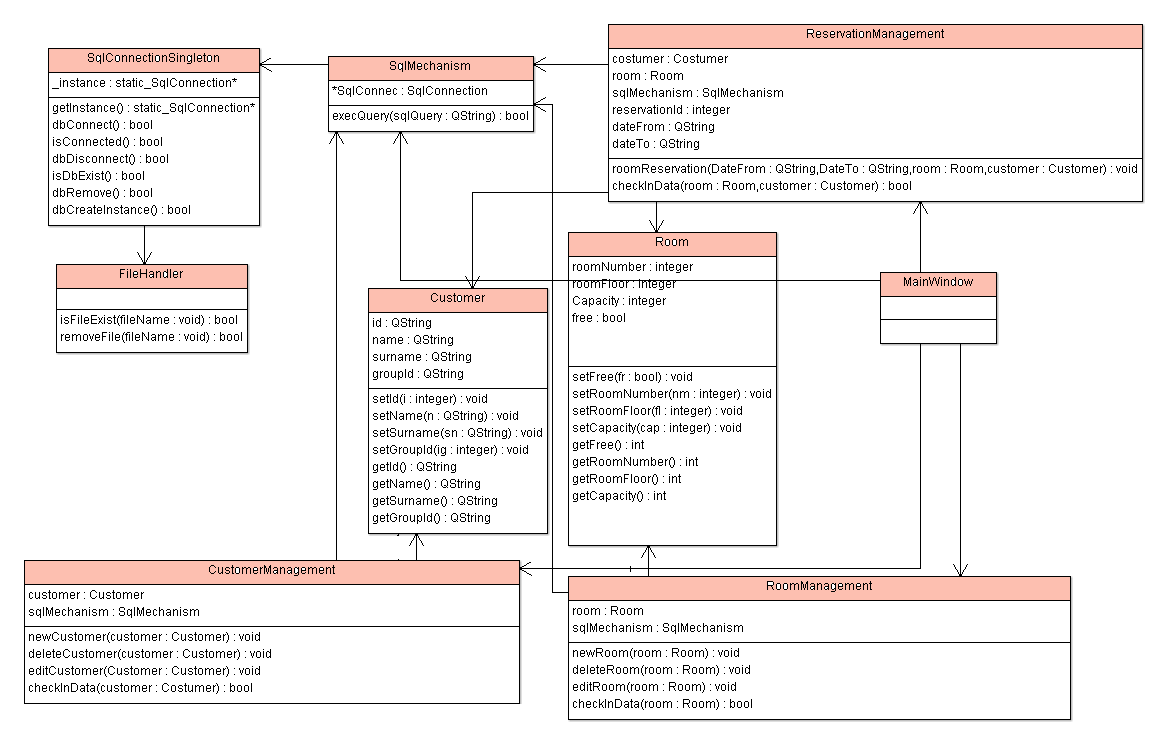 SqlConnectionSingleton
_instance : static_SqlConnection*
getInstance() : static_SqlConnection*
dbConnect() : bool
isConnected() : bool
dbDisconnect() : bool
isDbExist() : bool
dbRemove() : bool
dbCreateInstance() : bool
SqlMechanism
*SqlConnec : SqlConnection
execQuery(sqlQuery : QString) : bool
ReservationManagement
costumer : Costumer
room : Room
sqlMechanism : SqlMechanism
reservationId : integer
dateFrom : QString
dateTo : QString
roomReservation(DateFrom : QString,DateTo : QString,room : Room,customer : Customer) : void
checkInData(room : Room,customer : Customer) : bool
FileHandler
isFileExist(fileName : void) : bool
removeFile(fileName : void) : bool
Customer
id : QString
name : QString
surname : QString
groupId : QString
setId(i : integer) : void
setName(n : QString) : void
setSurname(sn : QString) : void
setGroupId(ig : integer) : void
getId() : QString
getName() : QString
getSurname() : QString
getGroupId() : QString
Room
roomNumber : integer
roomFloor : integer
Capacity : integer
free : bool
setFree(fr : bool) : void
setRoomNumber(nm : integer) : void
setRoomFloor(fl : integer) : void
setCapacity(cap : integer) : void
getFree() : int
getRoomNumber() : int
getRoomFloor() : int
getCapacity() : int
MainWindow
CustomerManagement
customer : Customer
sqlMechanism : SqlMechanism
newCustomer(customer : Customer) : void
deleteCustomer(customer : Customer) : void
editCustomer(Customer : Customer) : void
checkInData(customer : Costumer) : bool
RoomManagement
room : Room
sqlMechanism : SqlMechanism
newRoom(room : Room) : void
deleteRoom(room : Room) : void
editRoom(room : Room) : void
checkInData(room : Room) : bool